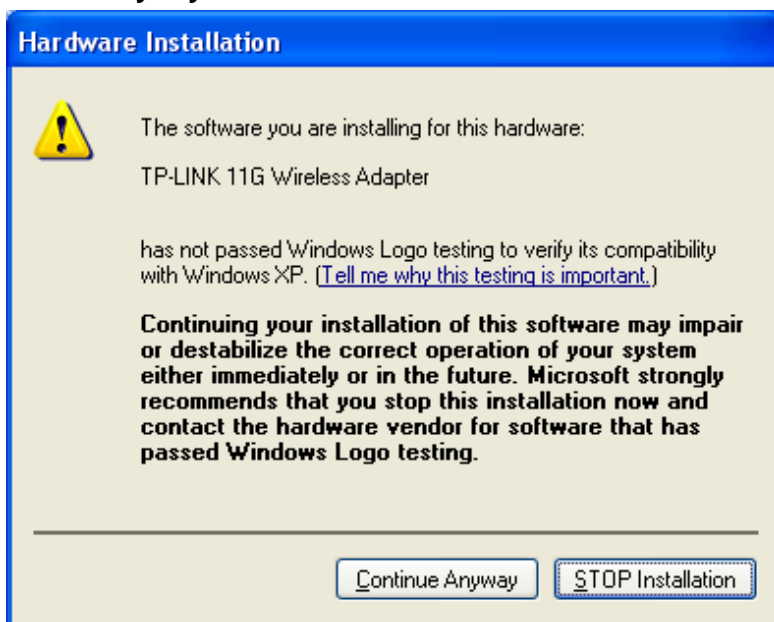 Hardware Installation
The software you are installing for this hardware:
TP-LINK 11G Wireless Adapter
has not passed Windows Logo testing to verify its compatibility
with Windows XP. (Tell me why this testing is important.)
Continuing your installation of this software may impair
or destabilize the correct operation of your system
either immediately or in the future. Microsoft strongly
recommends that you stop this installation now and
contact the hardware vendor for software that has
passed Windows Logo testing.
Continue Anyway
STOP Installation